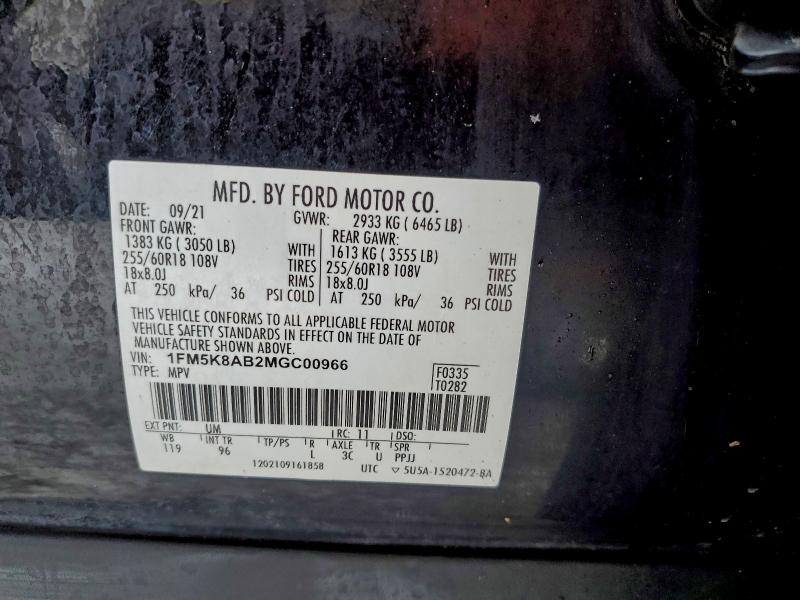 MFD. BY FORD MOTOR CO.
DATE: 09/21 GVWR: 2933 KG ( 6465 LB)
FRONT GAWR: REAR GAWR:
1383 KG ( 3050 LB) WITH 1613 KG ( 3555 LB) WITH
255/60R18 108V TIRES 255/60R18 108V TIRES
18x8.0J RIMS 18x8.0J RIMS
AT 250 kPa/ 36 PSI COLD AT 250 kPa/ 36 PSI COLD
THIS VEHICLE CONFORMS TO ALL APPLICABLE FEDERAL MOTOR
VEHICLE SAFETY STANDARDS IN EFFECT ON THE DATE OF
MANUFACTURE SHOWN ABOVE.
VIN: 1FM5K8AB2MGC00966
TYPE: MPV
F0335
T0282
EXT PNT: UM RC: 11 DSO:
WB INT TR TP/PS R AXLE TR SPR
119 96 L 3C U PPJJ
1202109161858 UTC ▽ 5U5A-1520472-BA